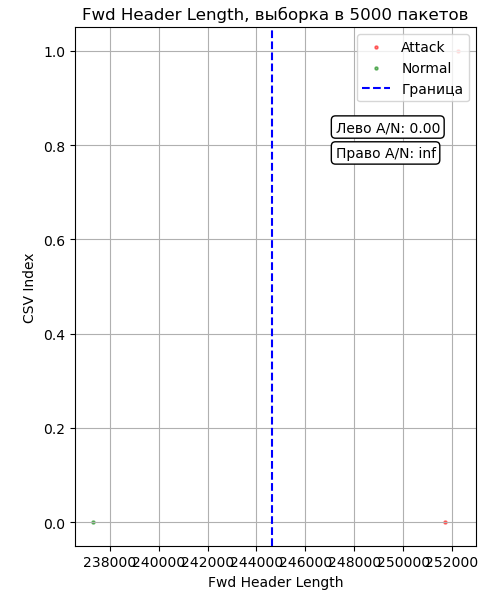 Fwd Header Length, выборка в 5000 пакетов
Attack
Normal
Граница
Лево A/N: 0.00
Право A/N: inf
1.0
0.8
0.6
0.4
0.2
0.0
CSV Index
238000 240000 242000 244000 246000 248000 250000 252000
Fwd Header Length